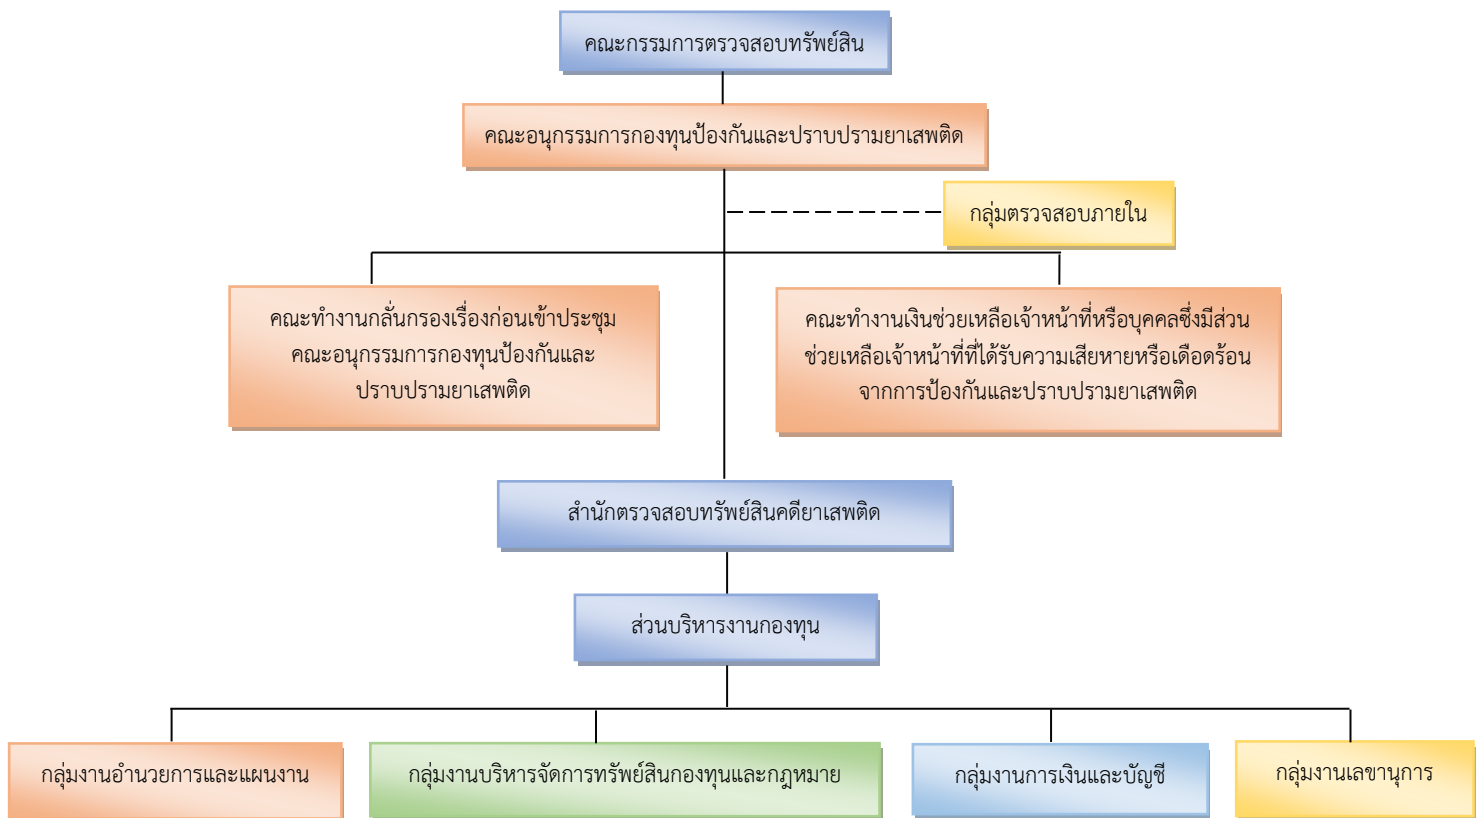 คณะกรรมการตรวจสอบทรัพย์สิน
คณะอนุกรรมการกองทุนป้องกันและปราบปรามยาเสพติด
กลุ่มตรวจสอบภายใน
คณะทำงานกลั่นกรองเรื่องก่อนเข้าประชุม
คณะอนุกรรมการกองทุนป้องกันและ
ปราบปรามยาเสพติด
คณะทำงานเงินช่วยเหลือเจ้าหน้าที่หรือบุคคลซึ่งมีส่วน
ช่วยเหลือเจ้าหน้าที่ที่ได้รับความเสียหายหรือเดือดร้อน
จากการป้องกันและปราบปรามยาเสพติด
สำนักตรวจสอบทรัพย์สินคดียาเสพติด
ส่วนบริหารงานกองทุน
กลุ่มงานอำนวยการและแผนงาน
กลุ่มงานบริหารจัดการทรัพย์สินกองทุนและกฎหมาย
กลุ่มงานการเงินและบัญชี
กลุ่มงานเลขานุการ